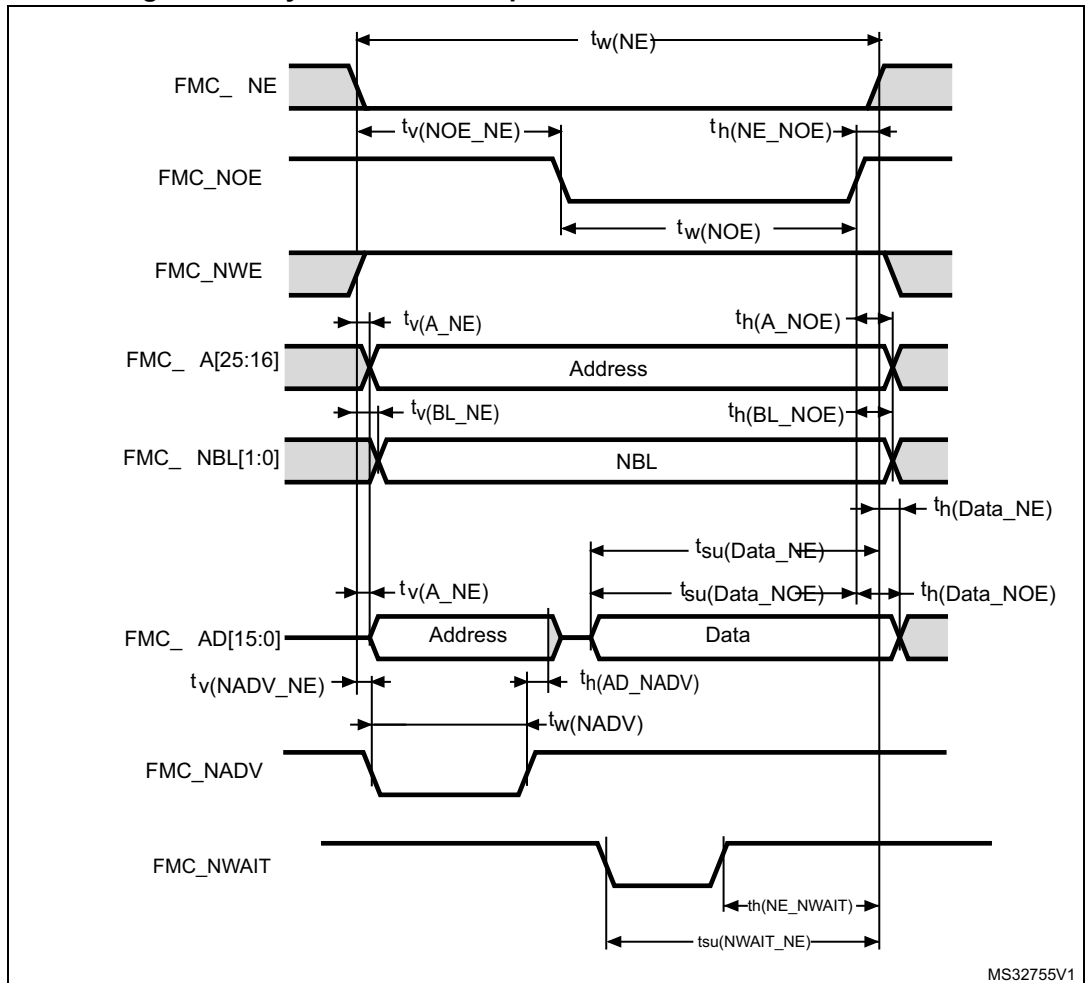 tw(NE)
FMC_ NE
tv(NOE_NE) th(NE_NOE)
FMC_NOE
tw(NOE)
FMC_NWE
tv(A_NE) th(A_NOE)
FMC_ A[25:16] Address
tv(BL_NE) th(BL_NOE)
FMC_ NBL[1:0] NBL
th(Data_NE)
tsu(Data_NE)
tv(A_NE) tsu(Data_NOE) th(Data_NOE)
FMC_ AD[15:0] Address Data
tv(NADV_NE) th(AD_NADV)
tw(NADV)
FMC_NADV
FMC_NWAIT
th(NE_NWAIT)
tsu(NWAIT_NE)
MS32755V1